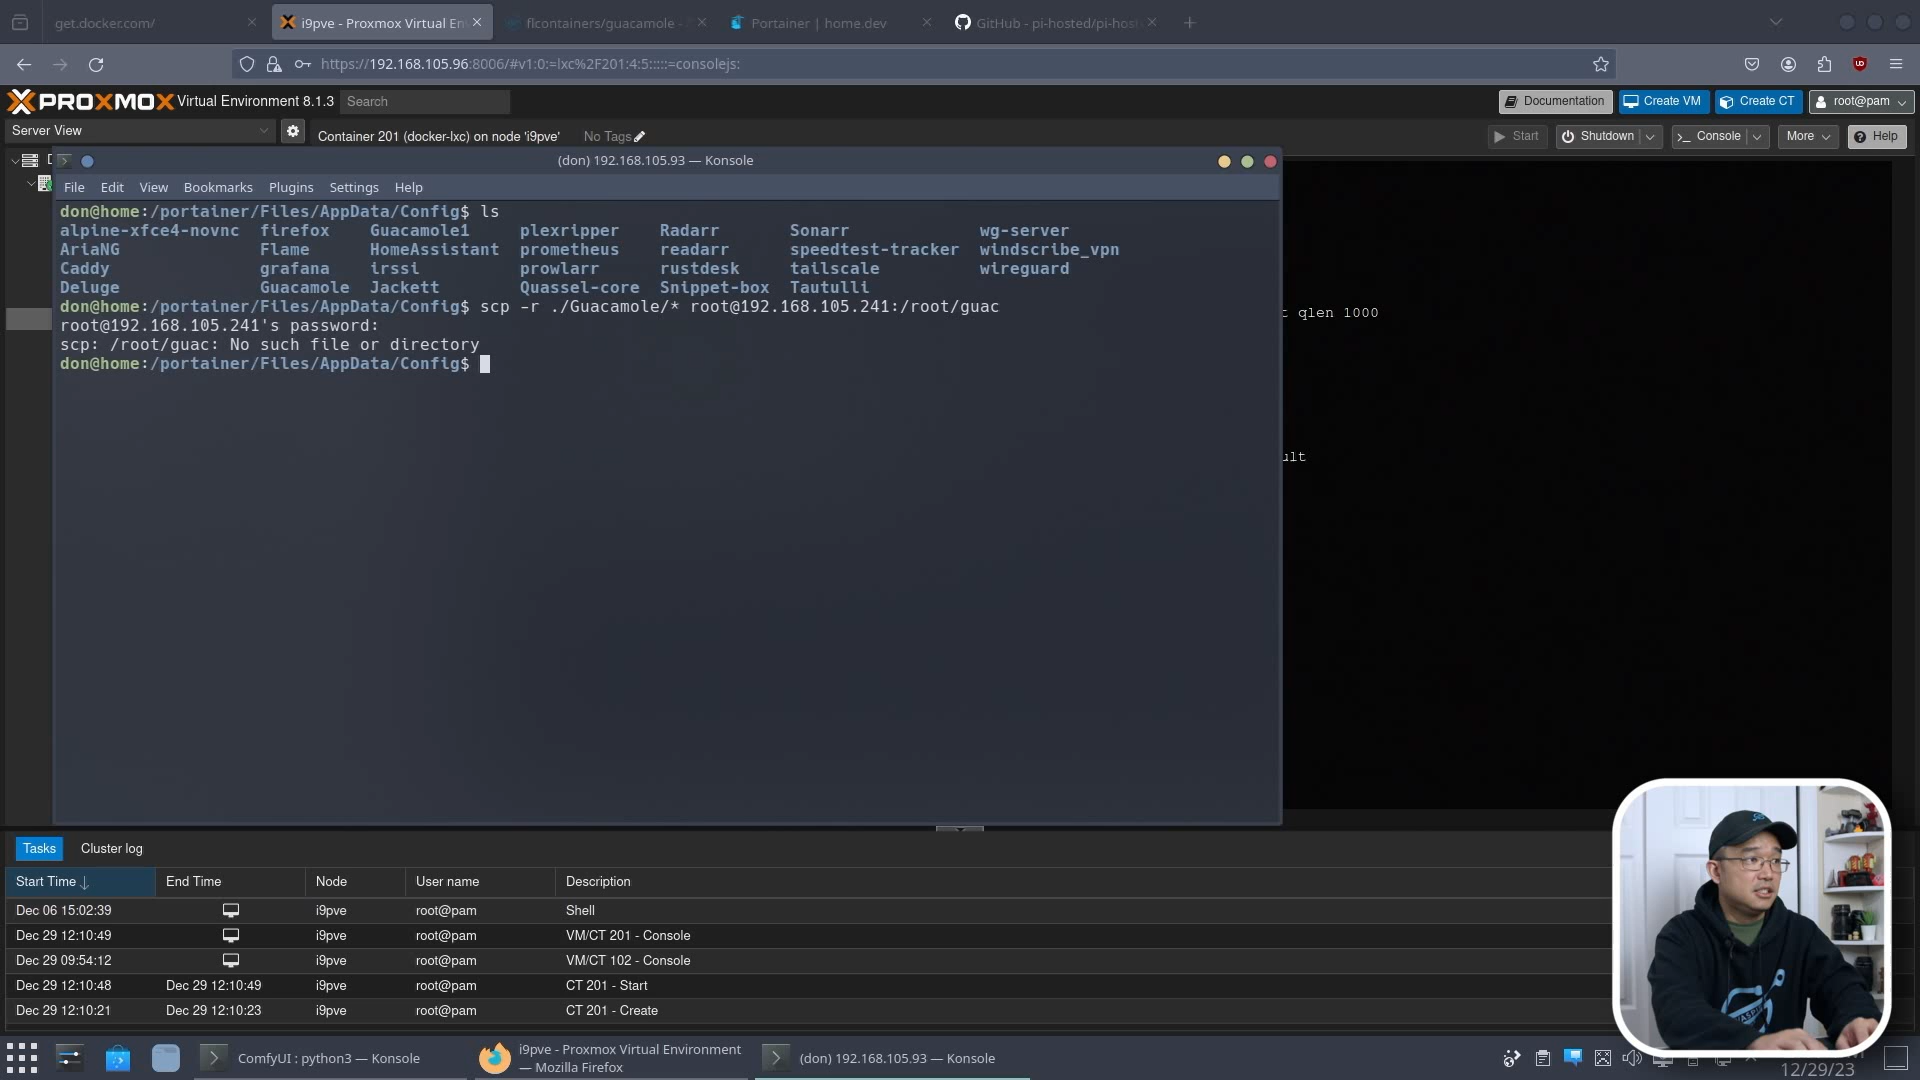 get.docker.com/
i9pve - Proxmox Virtual En
flcontainers/guacamole -
Portainer | home.dev
GitHub - pi-hosted/pi-host
https://192.168.105.96:8006/#v1:0:=lxc%2F201:4:5:::::=consolejs:
PROXMOX Virtual Environment 8.1.3
Search
Documentation
Create VM
Create CT
root@pam
Server View
Container 201 (docker-lxc) on node 'i9pve'
No Tags
Start
Shutdown
Console
More
Help
(don) 192.168.105.93 — Konsole
File Edit View Bookmarks Plugins Settings Help
don@home:/portainer/Files/AppData/Config$ ls
alpine-xfce4-novnc firefox Guacamole1 plexripper Radarr Sonarr wg-server
AriaNG Flame HomeAssistant prometheus readarr speedtest-tracker windscribe_vpn
Caddy grafana irssi prowlarr rustdesk tailscale wireguard
Deluge Guacamole Jackett Quassel-core Snippet-box Tautulli
don@home:/portainer/Files/AppData/Config$ scp -r ./Guacamole/* root@192.168.105.241:/root/guac
root@192.168.105.241's password:
scp: /root/guac: No such file or directory
don@home:/portainer/Files/AppData/Config$
t qlen 1000
ult
Tasks Cluster log
Start Time End Time Node User name Description
Dec 06 15:02:39 i9pve root@pam Shell
Dec 29 12:10:49 i9pve root@pam VM/CT 201 - Console
Dec 29 09:54:12 i9pve root@pam VM/CT 102 - Console
Dec 29 12:10:48 Dec 29 12:10:49 i9pve root@pam CT 201 - Start
Dec 29 12:10:21 Dec 29 12:10:23 i9pve root@pam CT 201 - Create
ComfyUI : python3 — Konsole
i9pve - Proxmox Virtual Environment
— Mozilla Firefox
(don) 192.168.105.93 — Konsole
12/29/23